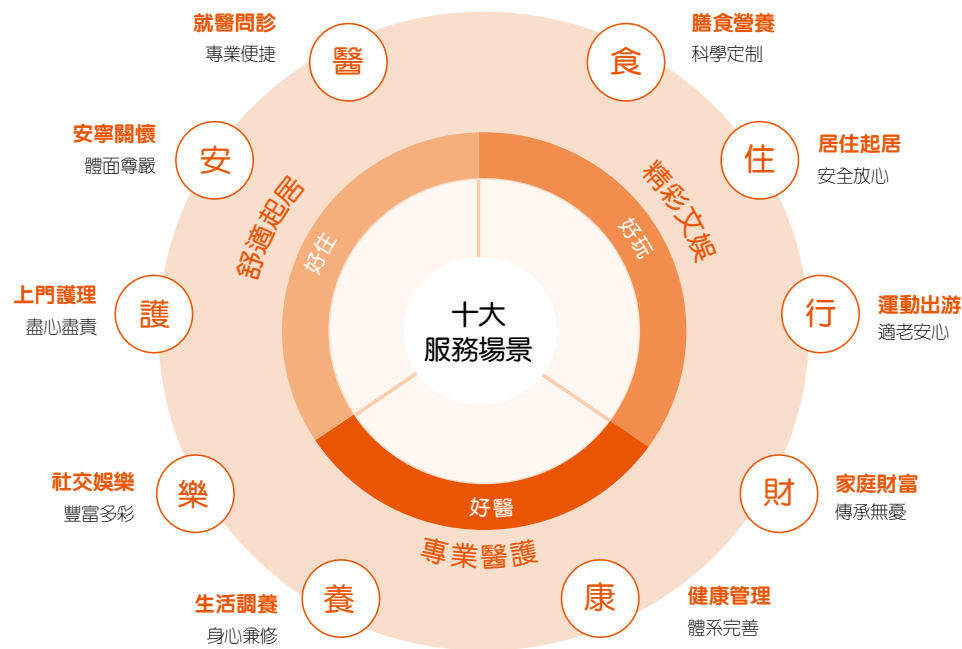 就醫問診
專業便捷
醫
食
膳食營養
科學定制
安寧關懷
體面尊嚴
安
住
居住起居
安全放心
舒適起居
好住
好玩
精彩文娛
上門護理
盡心盡責
護
十大
服務場景
行
運動出游
適老安心
社交娛樂
豐富多彩
樂
好醫
專業醫護
財
家庭財富
傳承無憂
生活調養
身心兼修
養
康
健康管理
體系完善